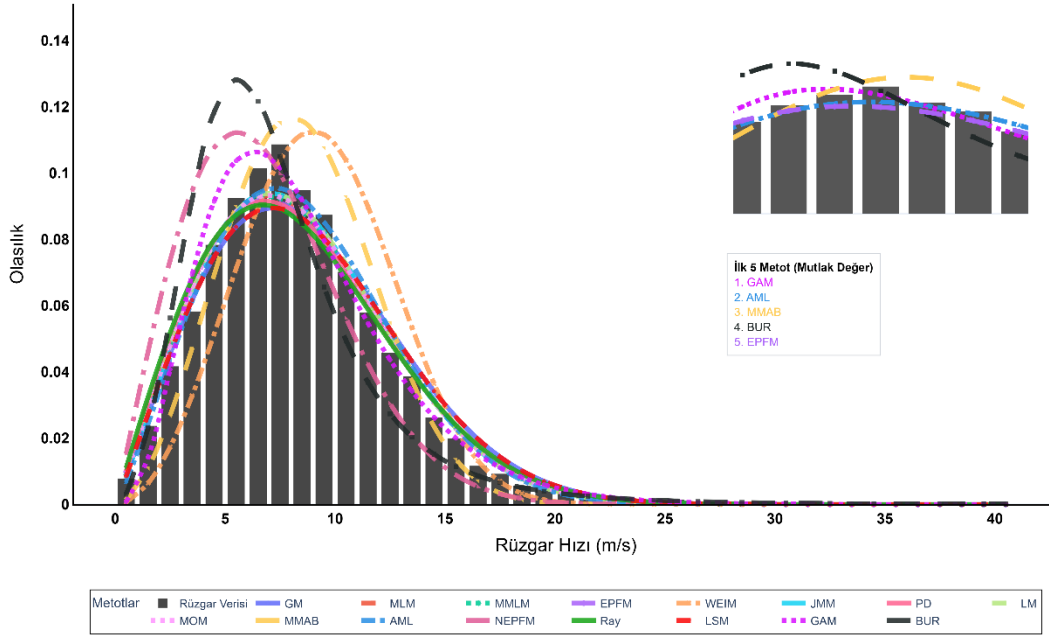 0.14
0.12
0.1
0.08
0.06
0.04
0.02
0
Olasılık
0 5 10 15 20 25 30 35 40
Rüzgar Hızı (m/s)
İlk 5 Metot (Mutlak Değer)
1. GAM
2. AML
3. MMAB
4. BUR
5. EPFM
Metotlar Rüzgar Verisi GM MLM MMLM EPFM WEIM JMM PD LM
MOM MMAB AML NEPFM Ray LSM GAM BUR